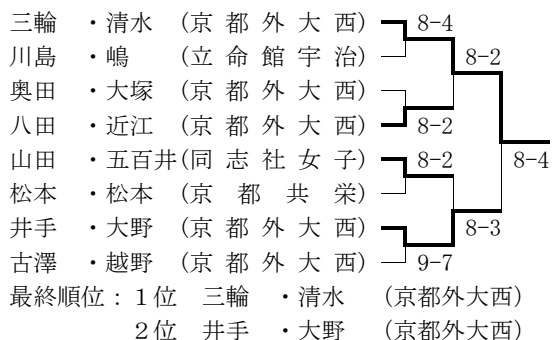 三輪 ・清水 (京都外大西) 8-4
川島 ・嶋 (立命館宇治) 8-2
奥田 ・大塚 (京都外大西)
八田 ・近江 (京都外大西) 8-2
山田 ・五百井(同志社女子) 8-2 8-4
松本 ・松本 (京都共栄)
井手 ・大野 (京都外大西) 8-3
古澤 ・越野 (京都外大西) 9-7
最終順位:1位 三輪 ・清水 (京都外大西)
2位 井手 ・大野 (京都外大西)